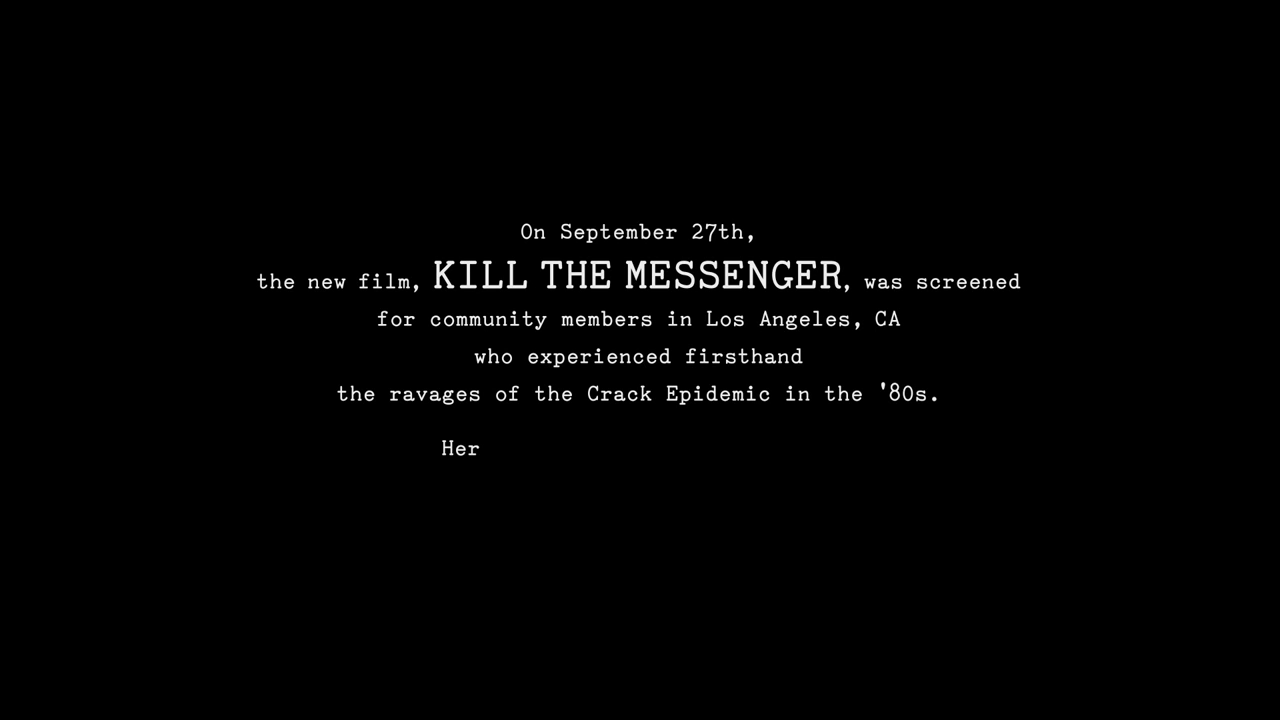 On September 27th,
the new film, KILL THE MESSENGER, was screened
for community members in Los Angeles, CA
who experienced firsthand
the ravages of the Crack Epidemic in the '80s.
Her